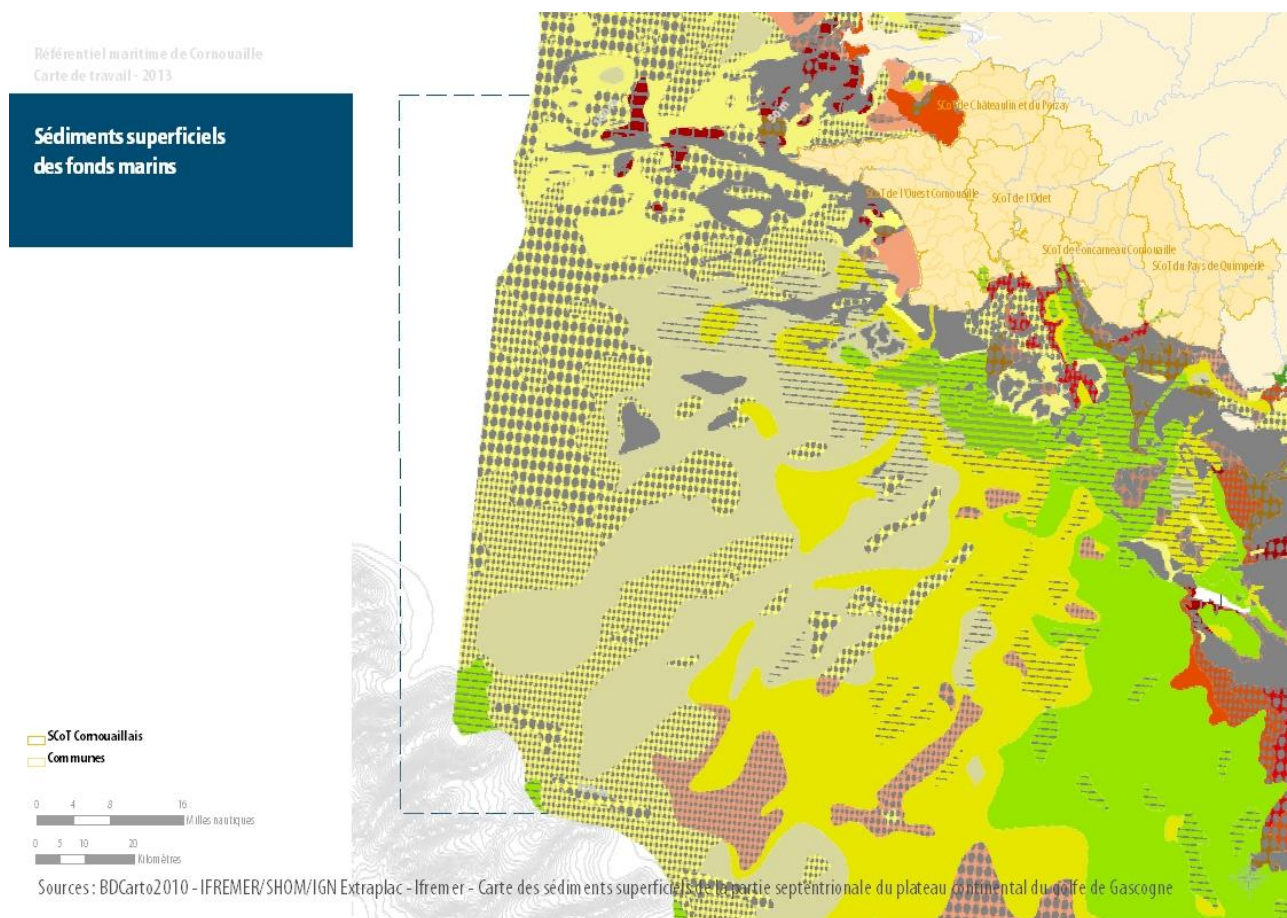 Référentiel maritime de Cornouaille
Carte de travail - 2013
Sédiments superficiels
des fonds marins
SCoT de Châteaulin et du Porzay
SCoT de l'Ouest Cornouaille
SCoT de l'Odet
SCoT de Concarneau Cornouaille
SCoT du Pays de Quimperlé
50 m
SCoT Cornouaillais
Communes
0 4 8 16
Milles nautiques
0 5 10 20
Kilomètres
Sources : BDCarto2010 - IFREMER/SHOM/IGN Extraplac - Ifremer - Carte des sédiments superficiels de la partie septentrionale du plateau continental du golfe de Gascogne